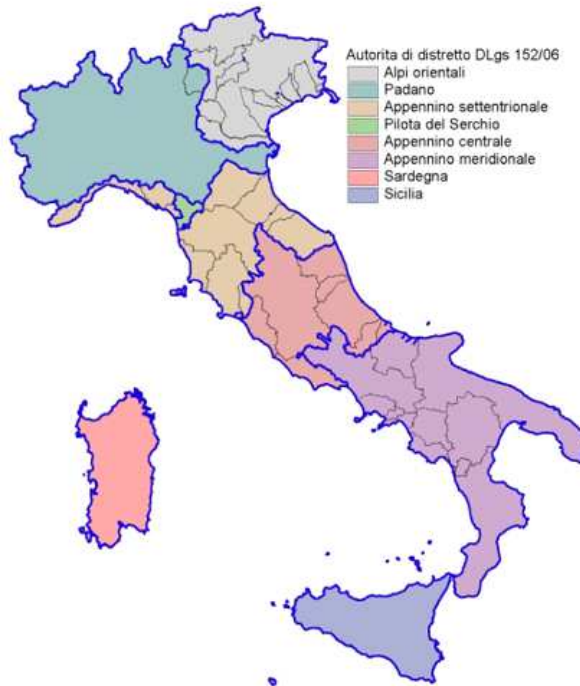 Autorita di distretto DLgs 152/06
Alpi orientali
Padano
Appennino settentrionale
Pilota del Serchio
Appennino centrale
Appennino meridionale
Sardegna
Sicilia